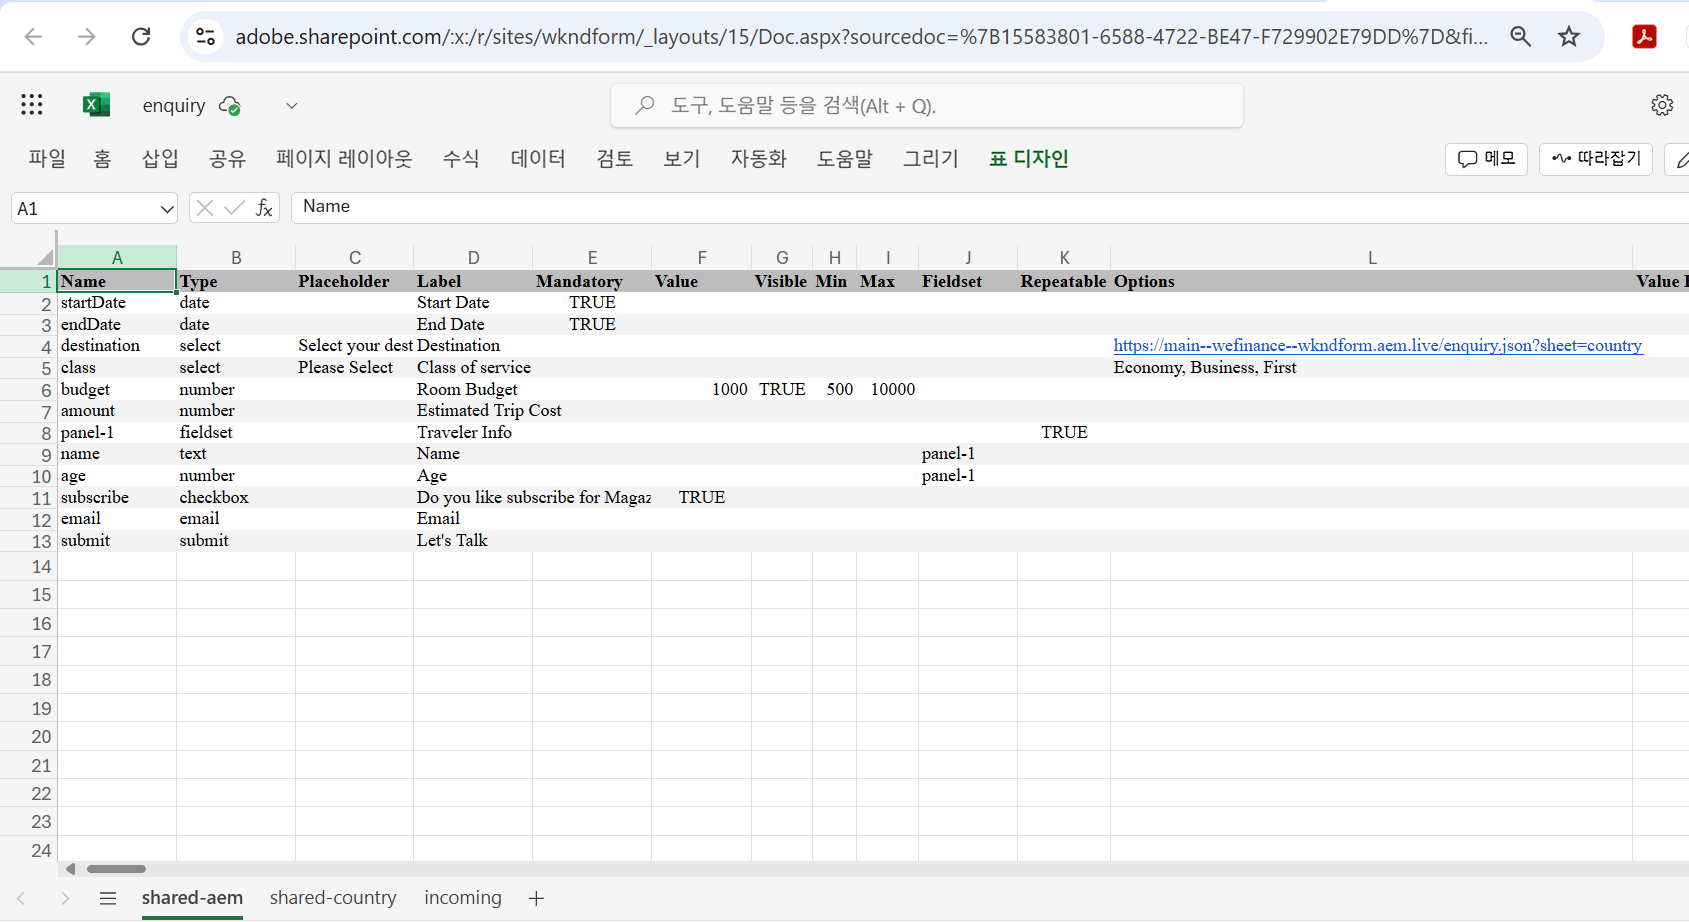 adobe.sharepoint.com/:x:/r/sites/wkndform/_layouts/15/Doc.aspx?sourcedoc=%7B15583801-6588-4722-BE47-F729902E79DD%7D&fi...
enquiry
도구, 도움말 등을 검색(Alt + Q).
파일 홈 삽입 공유 페이지 레이아웃 수식 데이터 검토 보기 자동화 도움말 그리기 표 디자인 메모 따라잡기
A1 fx Name
A B C D E F G H I J K L
1 Name Type Placeholder Label Mandatory Value Visible Min Max Fieldset Repeatable Options Value
2 startDate date Start Date TRUE
3 endDate date End Date TRUE
4 destination select Select your dest Destination https://main--wefinance--wkndform.aem.live/enquiry.json?sheet=country
5 class select Please Select Class of service Economy, Business, First
6 budget number Room Budget 1000 TRUE 500 10000
7 amount number Estimated Trip Cost
8 panel-1 fieldset Traveler Info TRUE
9 name text Name panel-1
10 age number Age panel-1
11 subscribe checkbox Do you like subscribe for Magaz TRUE
12 email email Email
13 submit submit Let's Talk
14
15
16
17
18
19
20
21
22
23
24
shared-aem shared-country incoming